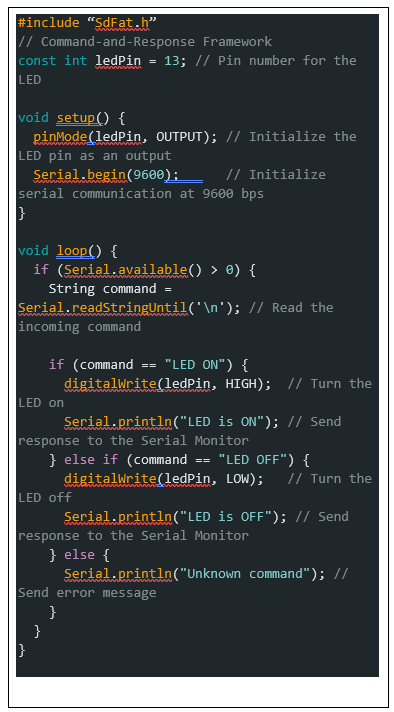 #include “SdFat.h”
// Command-and-Response Framework
const int ledPin = 13; // Pin number for the
LED
void setup() {
pinMode(ledPin, OUTPUT); // Initialize the
LED pin as an output
Serial.begin(9600);      // Initialize
serial communication at 9600 bps
}
void loop() {
if (Serial.available() > 0) {
String command =
Serial.readStringUntil('\n'); // Read the
incoming command
if (command == "LED ON") {
digitalWrite(ledPin, HIGH);  // Turn the
LED on
Serial.println("LED is ON"); // Send
response to the Serial Monitor
} else if (command == "LED OFF") {
digitalWrite(ledPin, LOW);   // Turn the
LED off
Serial.println("LED is OFF"); // Send
response to the Serial Monitor
} else {
Serial.println("Unknown command"); //
Send error message
}
}
}